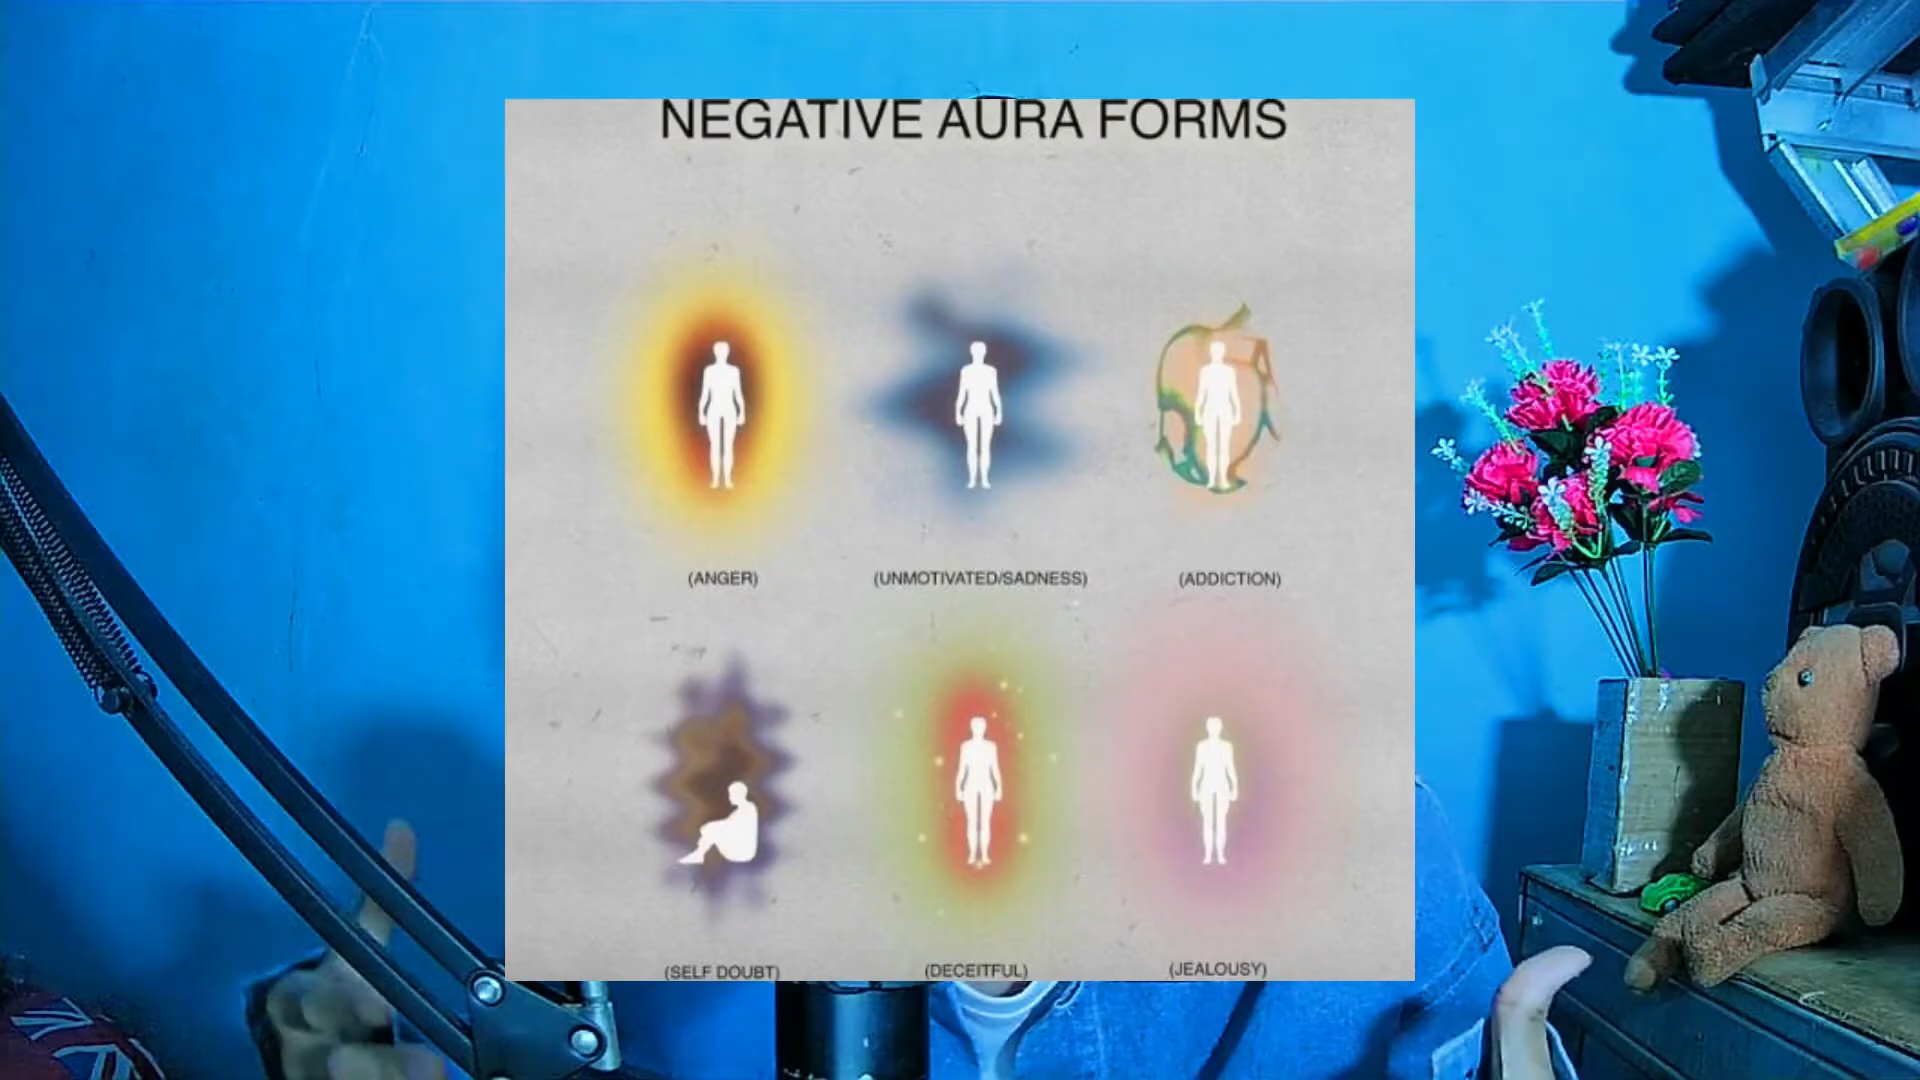 NEGATIVE AURA FORMS
(ANGER) (UNMOTIVATED/SADNESS) (ADDICTION)
(SELF DOUBT) (DECEITFUL) (JEALOUSY)